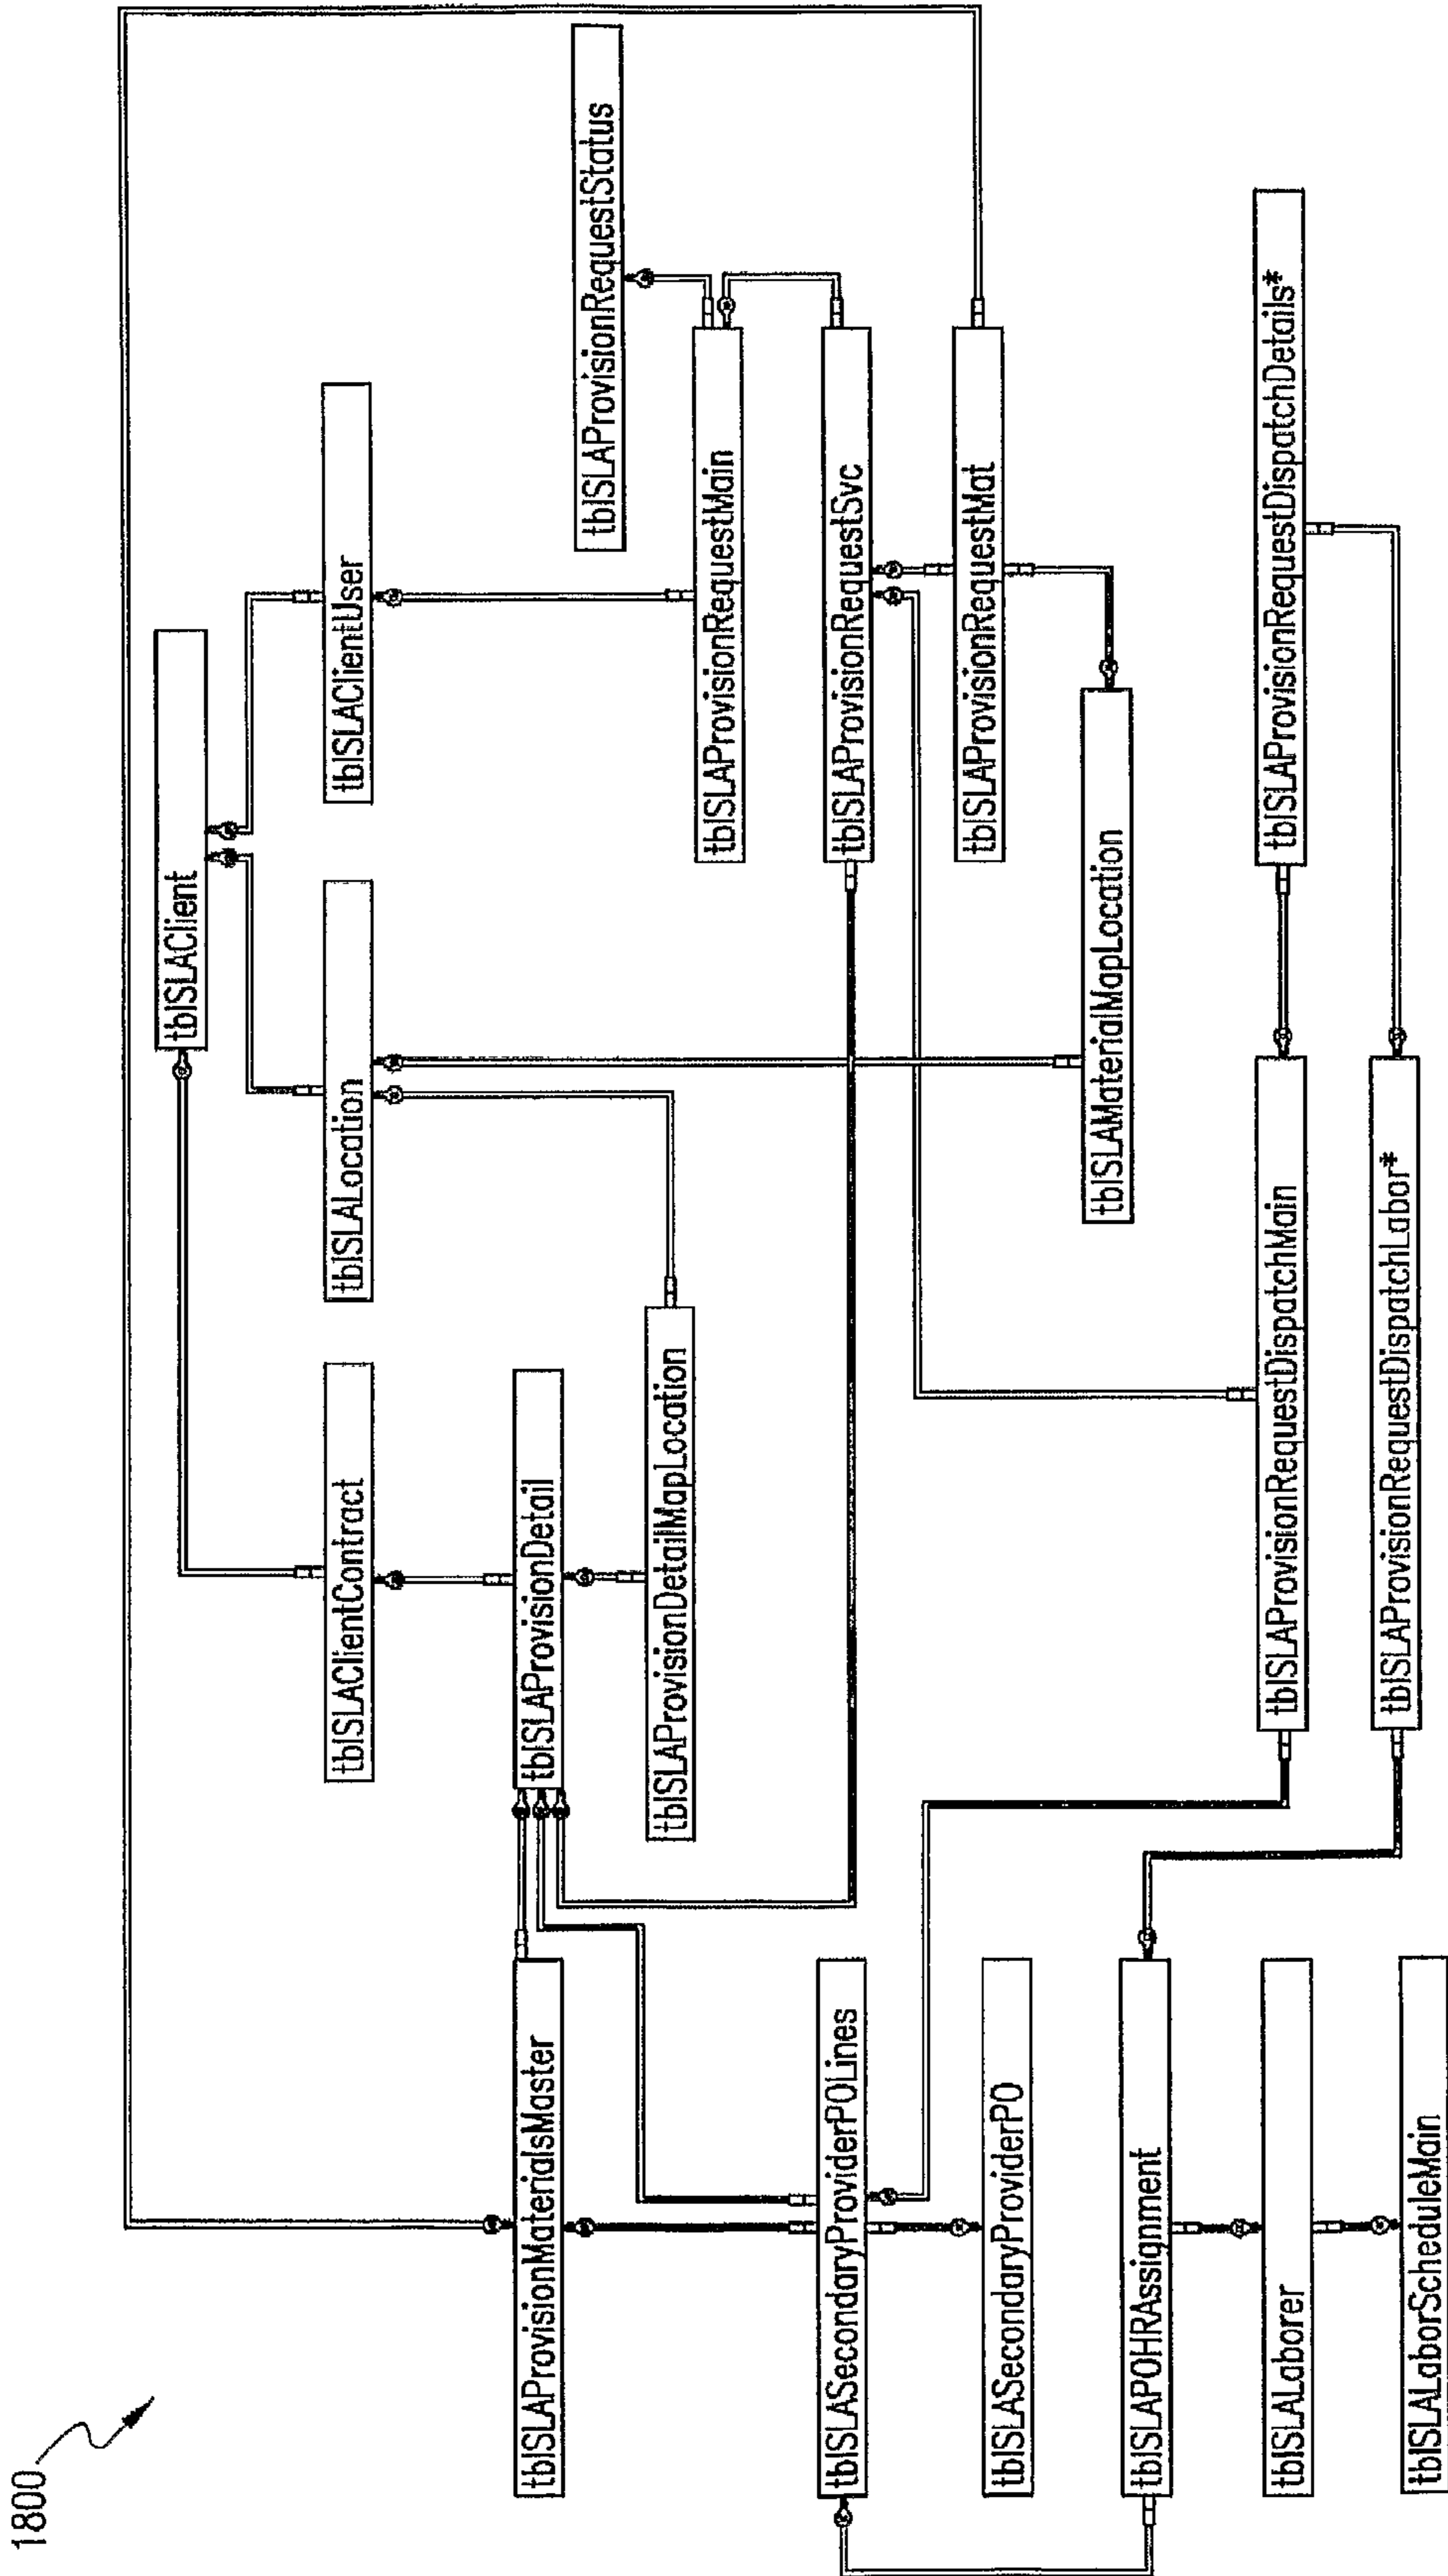 1800
tblSLAClient
tblSLAClientContract
tblSLALocation
tblSLAClientUser
tblSLAProvisionMaterialsMaster
tblSLAProvisionDetail
tblSLAProvisionRequestStatus
tblSLAProvisionDetailMapLocation
tblSLAProvisionRequestMain
tblSLASecondaryProviderPOLines
tblSLAProvisionRequestSvc
tblSLAProvisionRequestMat
tblSLASecondaryProviderPO
tblSLAMaterialMapLocation
tblSLAPOHRAssignment
tblSLALaborer
tblSLAProvisionRequestDispatchMain
tblSLAProvisionRequestDispatchDetails*
tblSLAProvisionRequestDispatchLabor*
tblSLALaborScheduleMain